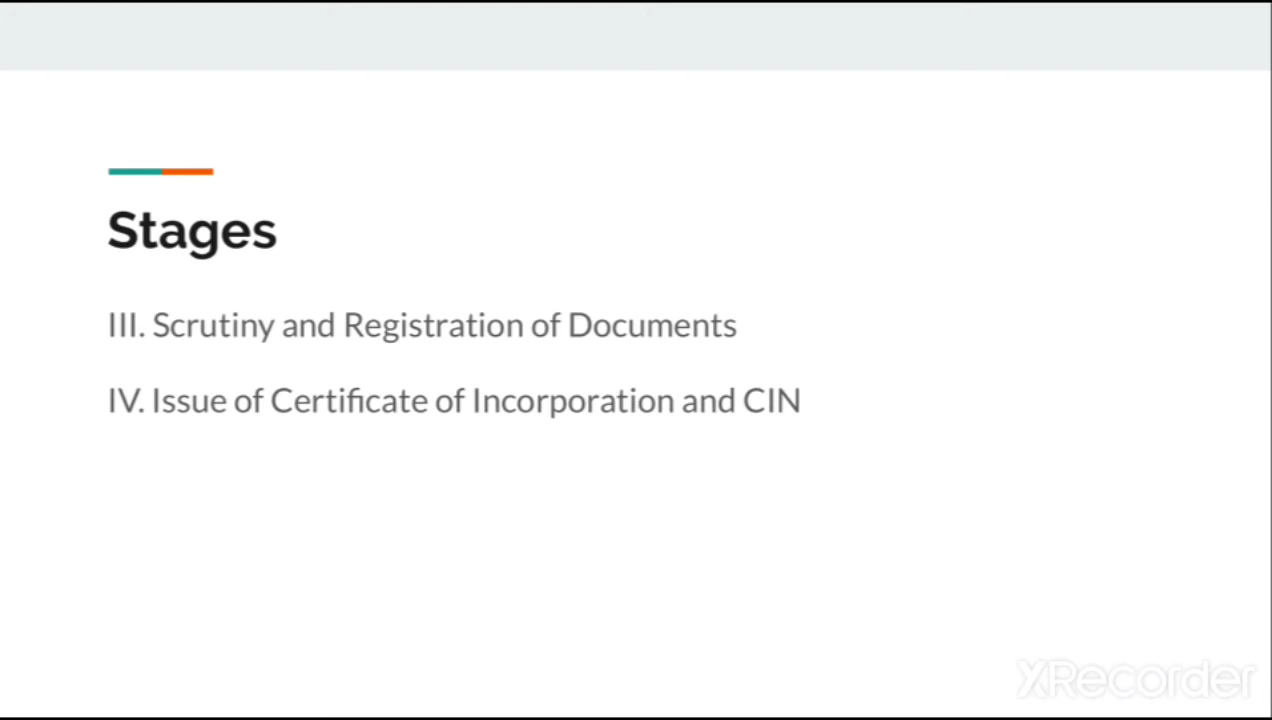 Stages
III. Scrutiny and Registration of Documents
IV. Issue of Certificate of Incorporation and CIN
XRecorder